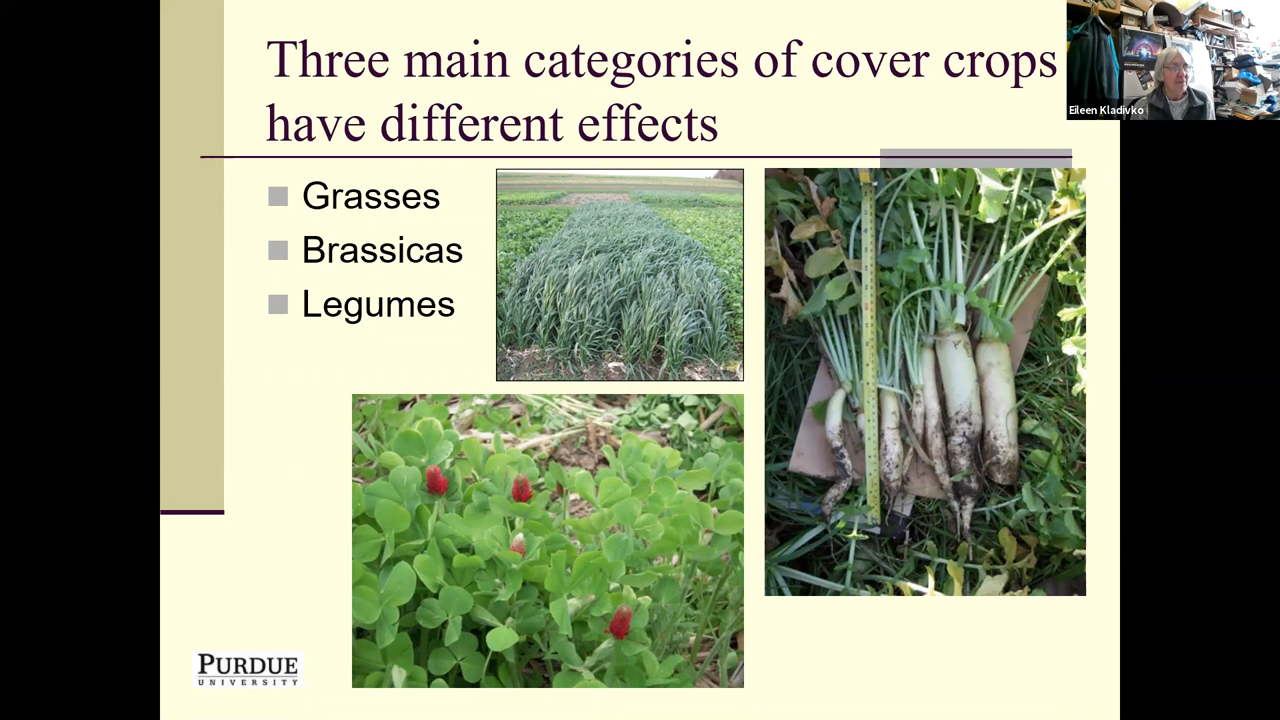 Three main categories of cover crops
have different effects
Eileen Kladivko
Grasses
Brassicas
Legumes
PURDUE
UNIVERSITY